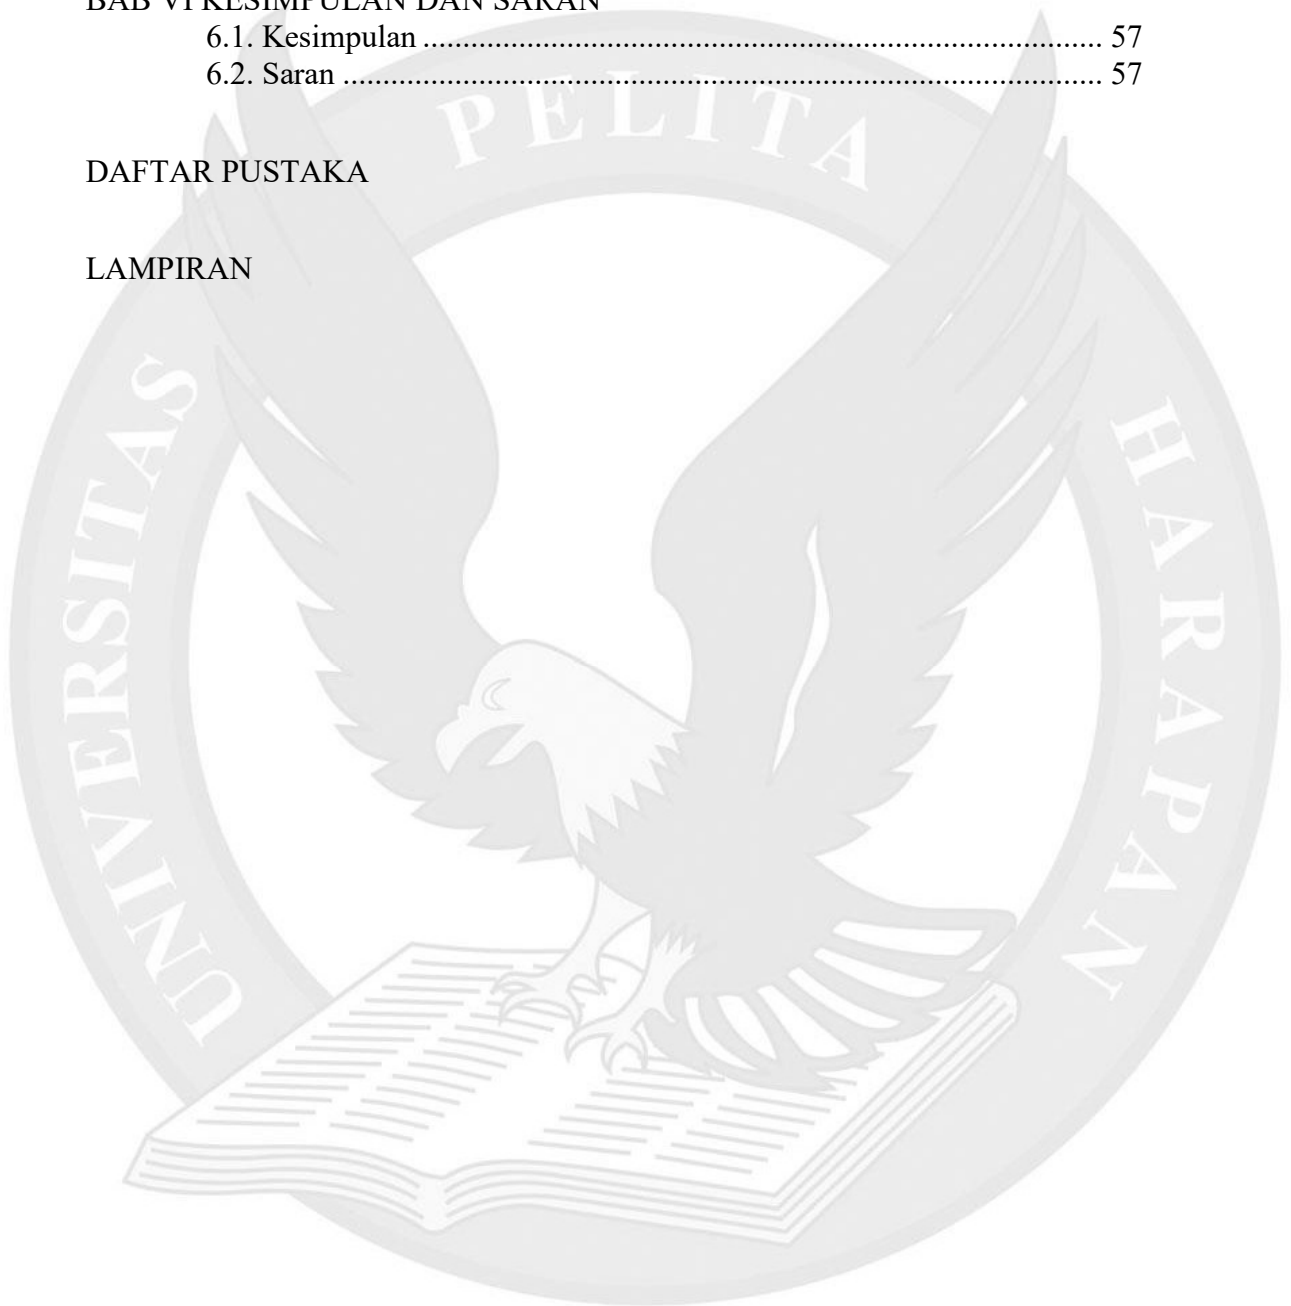 BAB VI KESIMPULAN DAN SARAN
6.1. Kesimpulan ...................................................................................... 57
6.2. Saran ................................................................................................ 57
DAFTAR PUSTAKA
LAMPIRAN
UNIVERSITAS PELITA HARAPAN